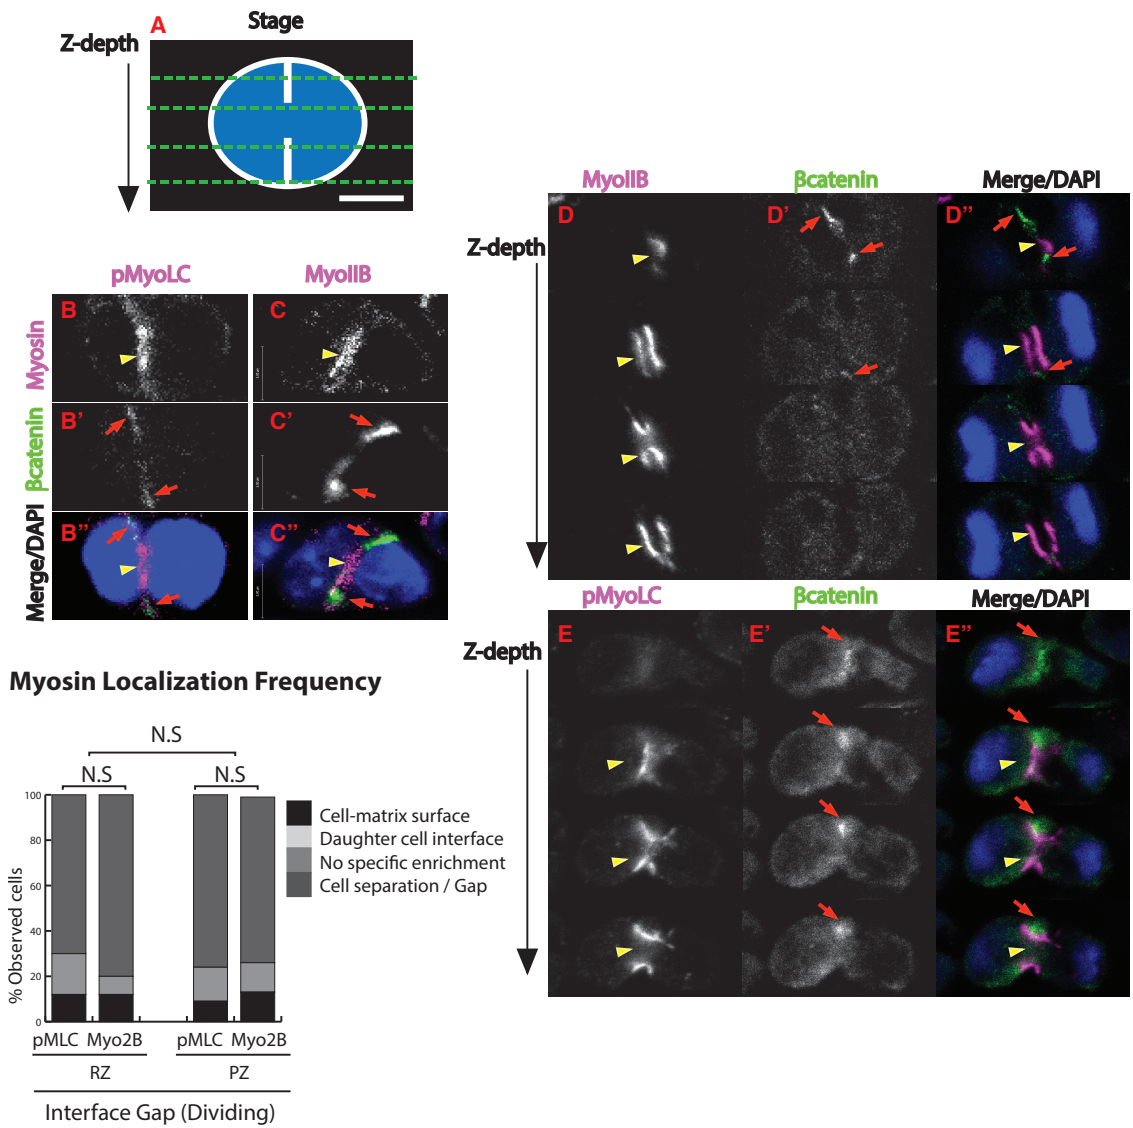 A
Stage
Z-depth
pMyoLC
MyoIIB
Myosin
βcatenin
Merge/DAPI
B
C
B'
C'
B"
C"
MyoIIB
βcatenin
Merge/DAPI
Z-depth
D
D'
D"
pMyoLC
βcatenin
Merge/DAPI
Z-depth
E
E'
E"
Myosin Localization Frequency
N.S
N.S
N.S
% Observed cells
100
80
60
40
20
0
Cell-matrix surface
Daughter cell interface
No specific enrichment
Cell separation / Gap
pMLC Myo2B
pMLC Myo2B
RZ
PZ
Interface Gap (Dividing)